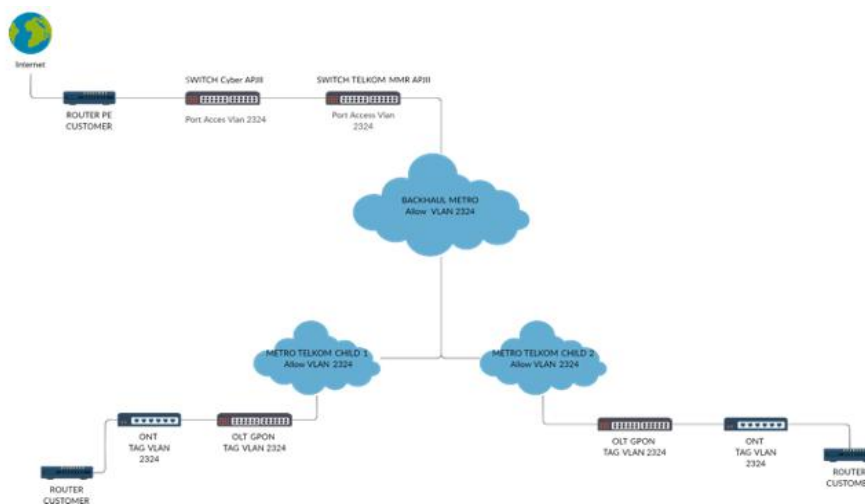 Internet
SWITCH Cyber APJII
SWITCH TELKOM MMR APJII
ROUTER PE
CUSTOMER
Port Acces Vlan 2324
Port Access Vlan
2324
BACKHAUL METRO
Allow VLAN 2324
METRO TELKOM CHILD 1
Allow VLAN 2324
METRO TELKOM CHILD 2
Allow VLAN 2324
ONT
TAG VLAN
2324
OLT GPON
TAG VLAN 2324
OLT GPON
TAG VLAN 2324
ONT
TAG VLAN
2324
ROUTER
CUSTOMER
ROUTER
CUSTOMER